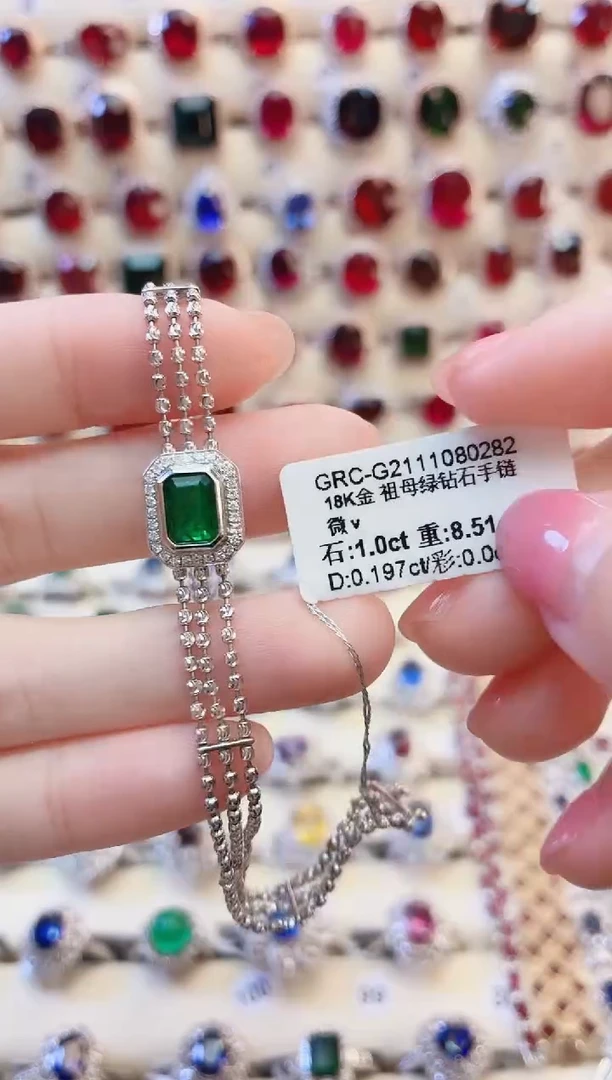 GRC-G2111080282
18K金 祖母绿钻石手链
微v
石:1.0ct 重:8.51
D:0.197ct/彩:0.0c